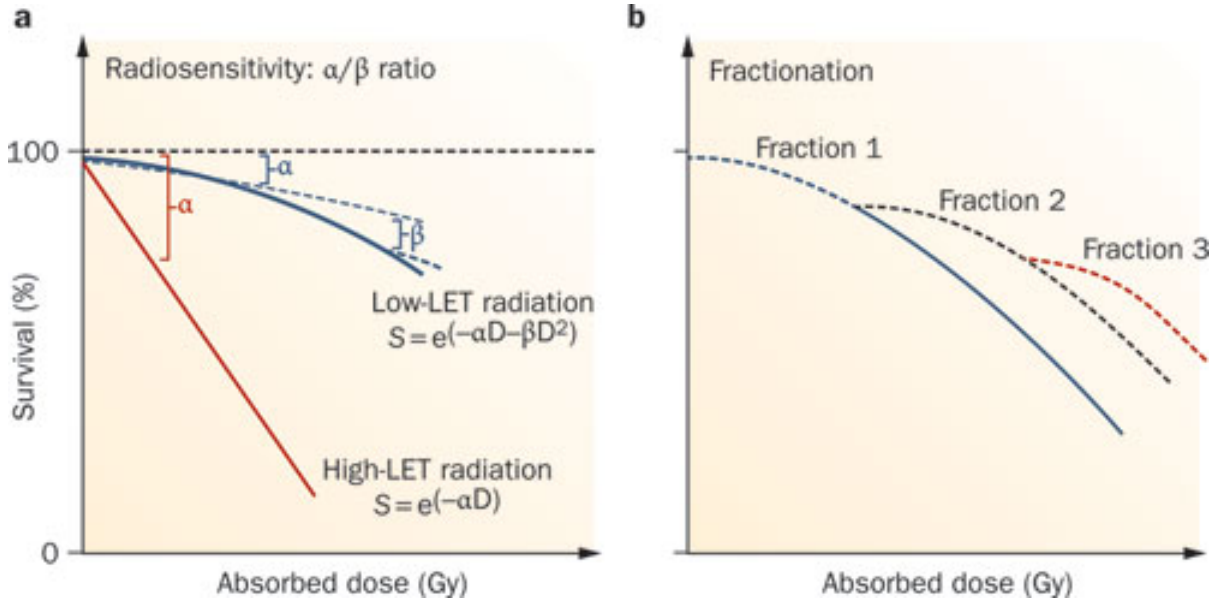 a
Radiosensitivity: α/β ratio
100
α
α
β
Low-LET radiation
S=e(-αD-βD²)
High-LET radiation
S=e(-αD)
0
Survival (%)
Absorbed dose (Gy)
b
Fractionation
Fraction 1
Fraction 2
Fraction 3
Absorbed dose (Gy)